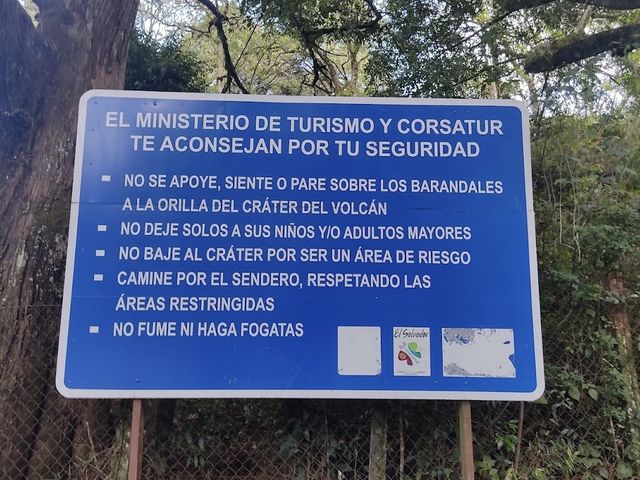 EL MINISTERIO DE TURISMO Y CORSATUR
TE ACONSEJAN POR TU SEGURIDAD
NO SE APOYE, SIENTE O PARE SOBRE LOS BARANDALES
A LA ORILLA DEL CRÁTER DEL VOLCÁN
NO DEJE SOLOS A SUS NIÑOS Y/O ADULTOS MAYORES
NO BAJE AL CRÁTER POR SER UN ÁREA DE RIESGO
CAMINE POR EL SENDERO, RESPETANDO LAS
ÁREAS RESTRINGIDAS
NO FUME NI HAGA FOGATAS
El Salvador